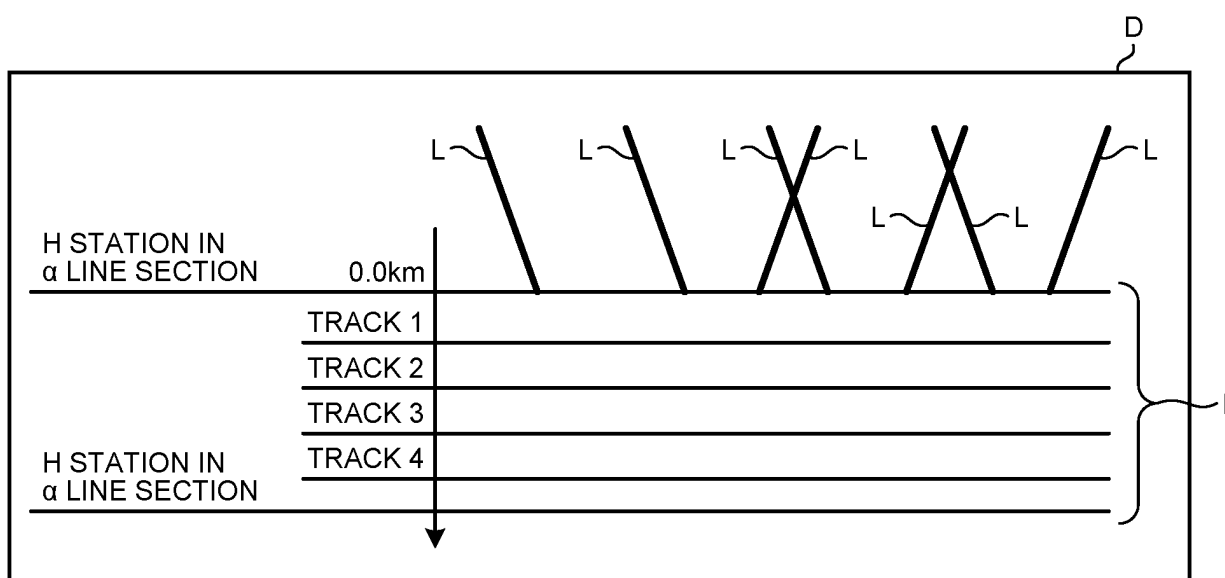 D
L L L L L
L L
H STATION IN
α LINE SECTION
0.0km
TRACK 1
TRACK 2
TRACK 3
TRACK 4
H STATION IN
α LINE SECTION